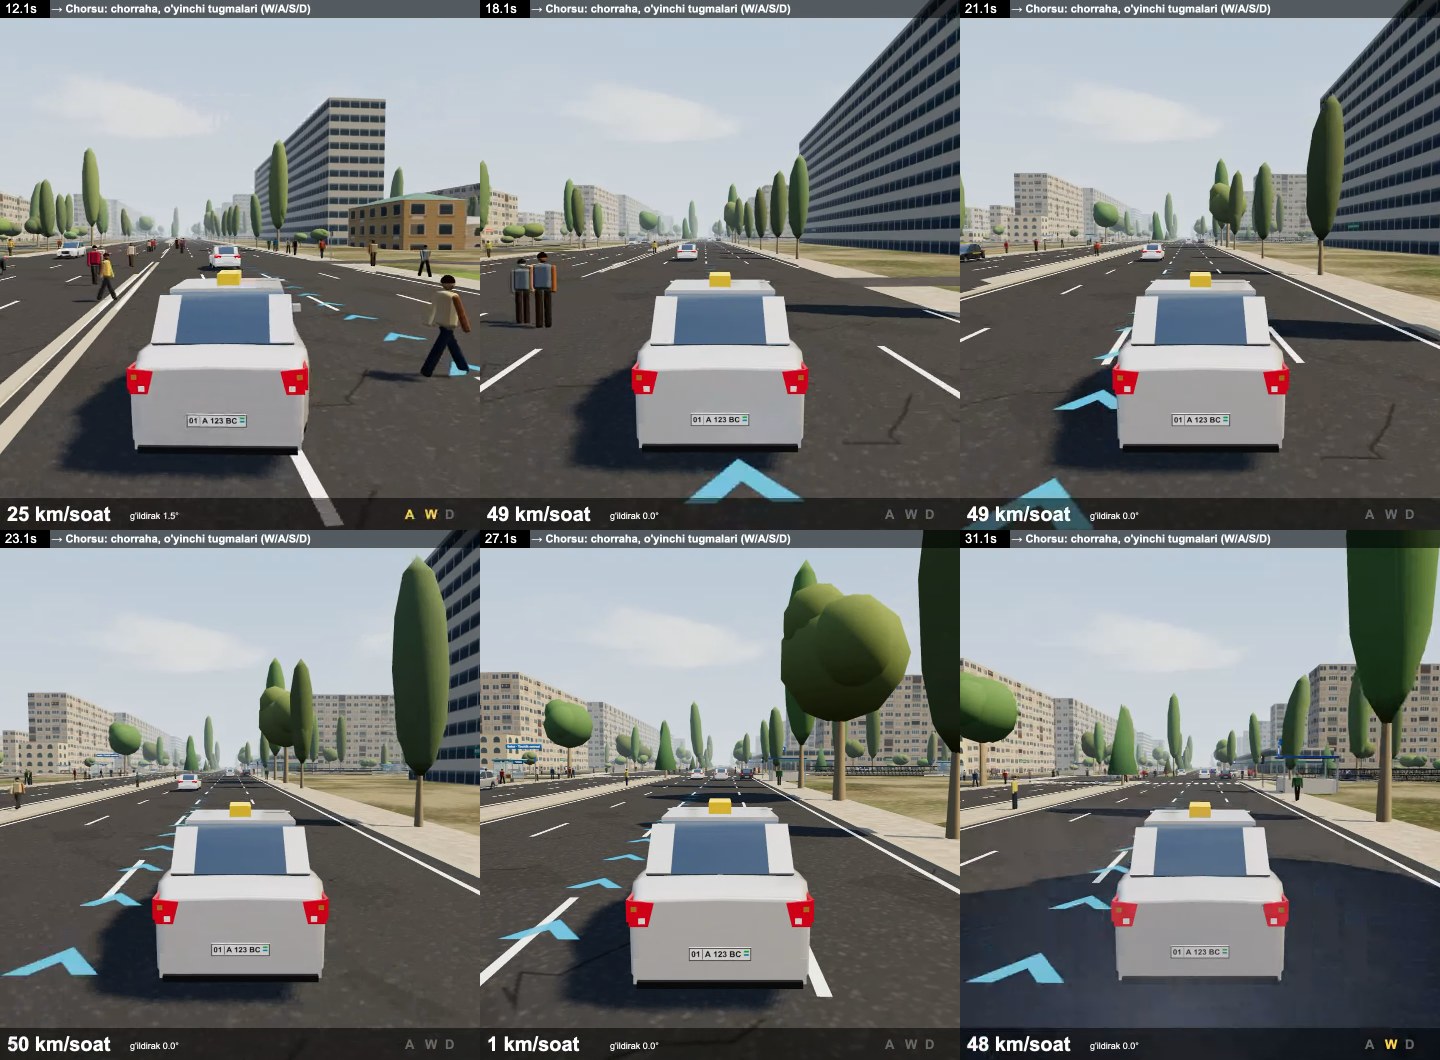 12.1s → Chorsu: chorraha, o'yinchi tugmalari (W/A/S/D)
01 A 123 BC
25 km/soat g'ildirak 1.5° A W D
18.1s → Chorsu: chorraha, o'yinchi tugmalari (W/A/S/D)
01 A 123 BC
49 km/soat g'ildirak 0.0° A W D
21.1s → Chorsu: chorraha, o'yinchi tugmalari (W/A/S/D)
01 A 123 BC
49 km/soat g'ildirak 0.0° A W D
23.1s → Chorsu: chorraha, o'yinchi tugmalari (W/A/S/D)
01 A 123 BC
50 km/soat g'ildirak 0.0° A W D
27.1s → Chorsu: chorraha, o'yinchi tugmalari (W/A/S/D)
01 A 123 BC
1 km/soat g'ildirak 0.0° A W D
31.1s → Chorsu: chorraha, o'yinchi tugmalari (W/A/S/D)
01 A 123 BC
48 km/soat g'ildirak 0.0° A W D